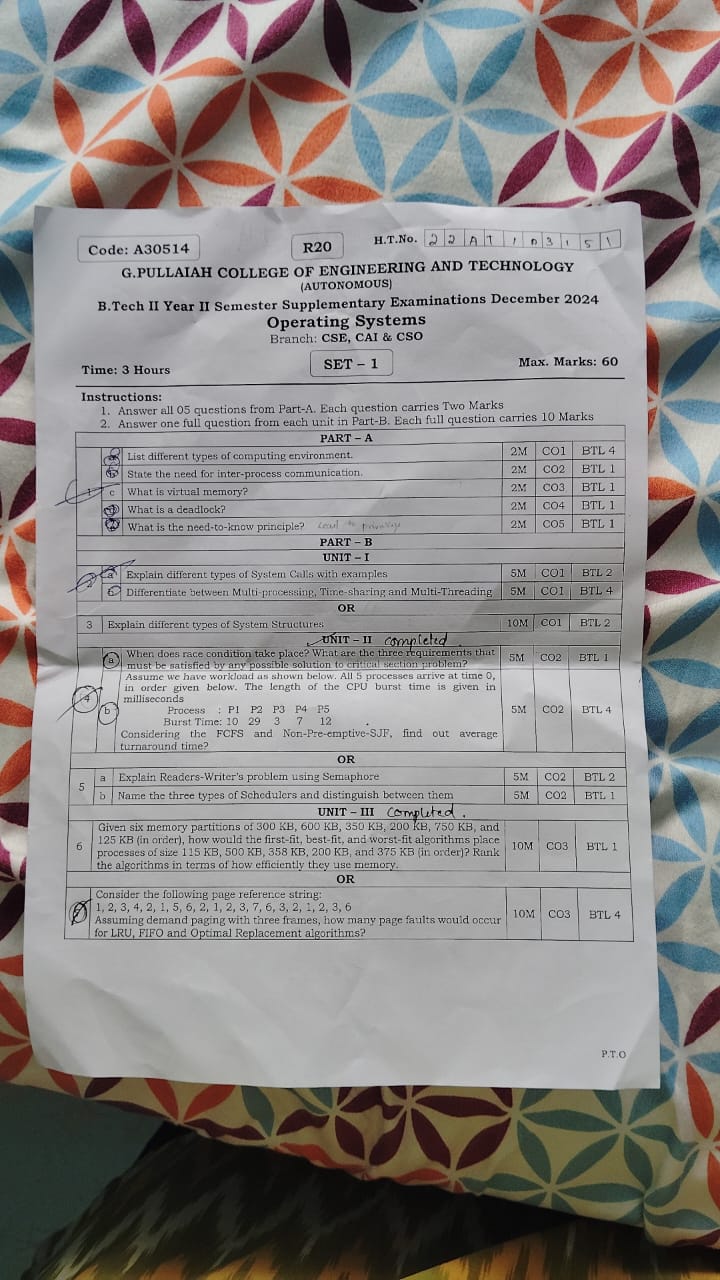 Code: A30514 R20 H.T.No. 22AT1D3151
G.PULLAIAH COLLEGE OF ENGINEERING AND TECHNOLOGY
(AUTONOMOUS)
B.Tech II Year II Semester Supplementary Examinations December 2024
Operating Systems
Branch: CSE, CAI & CSO
Time: 3 Hours SET – 1 Max. Marks: 60
Instructions:
1. Answer all 05 questions from Part-A. Each question carries Two Marks
2. Answer one full question from each unit in Part-B. Each full question carries 10 Marks
PART – A
a List different types of computing environment. 2M CO1 BTL 4
b State the need for inter-process communication. 2M CO2 BTL 1
1 c What is virtual memory? 2M CO3 BTL 1
d What is a deadlock? 2M CO4 BTL 1
What is the need-to-know principle? 2M CO5 BTL 1
PART – B
UNIT – I
2 a Explain different types of System Calls with examples 5M CO1 BTL 2
b Differentiate between Multi-processing, Time-sharing and Multi-Threading 5M CO1 BTL 4
OR
3 Explain different types of System Structures 10M CO1 BTL 2
UNIT – II completed
a When does race condition take place? What are the three requirements that
must be satisfied by any possible solution to critical section problem? 5M CO2 BTL 1
Assume we have workload as shown below. All 5 processes arrive at time 0,
in order given below. The length of the CPU burst time is given in
4 milliseconds
b Process : P1 P2 P3 P4 P5 5M CO2 BTL 4
Burst Time: 10 29 3 7 12
Considering the FCFS and Non-Pre-emptive-SJF, find out average
turnaround time?
OR
5 a Explain Readers-Writer's problem using Semaphore 5M CO2 BTL 2
b Name the three types of Schedulers and distinguish between them 5M CO2 BTL 1
UNIT – III completed.
Given six memory partitions of 300 KB, 600 KB, 350 KB, 200 KB, 750 KB, and
6 125 KB (in order), how would the first-fit, best-fit, and worst-fit algorithms place
processes of size 115 KB, 500 KB, 358 KB, 200 KB, and 375 KB (in order)? Rank 10M CO3 BTL 1
the algorithms in terms of how efficiently they use memory.
OR
Consider the following page reference string:
7 1, 2, 3, 4, 2, 1, 5, 6, 2, 1, 2, 3, 7, 6, 3, 2, 1, 2, 3, 6 10M CO3 BTL 4
Assuming demand paging with three frames, how many page faults would occur
for LRU, FIFO and Optimal Replacement algorithms?
P.T.O